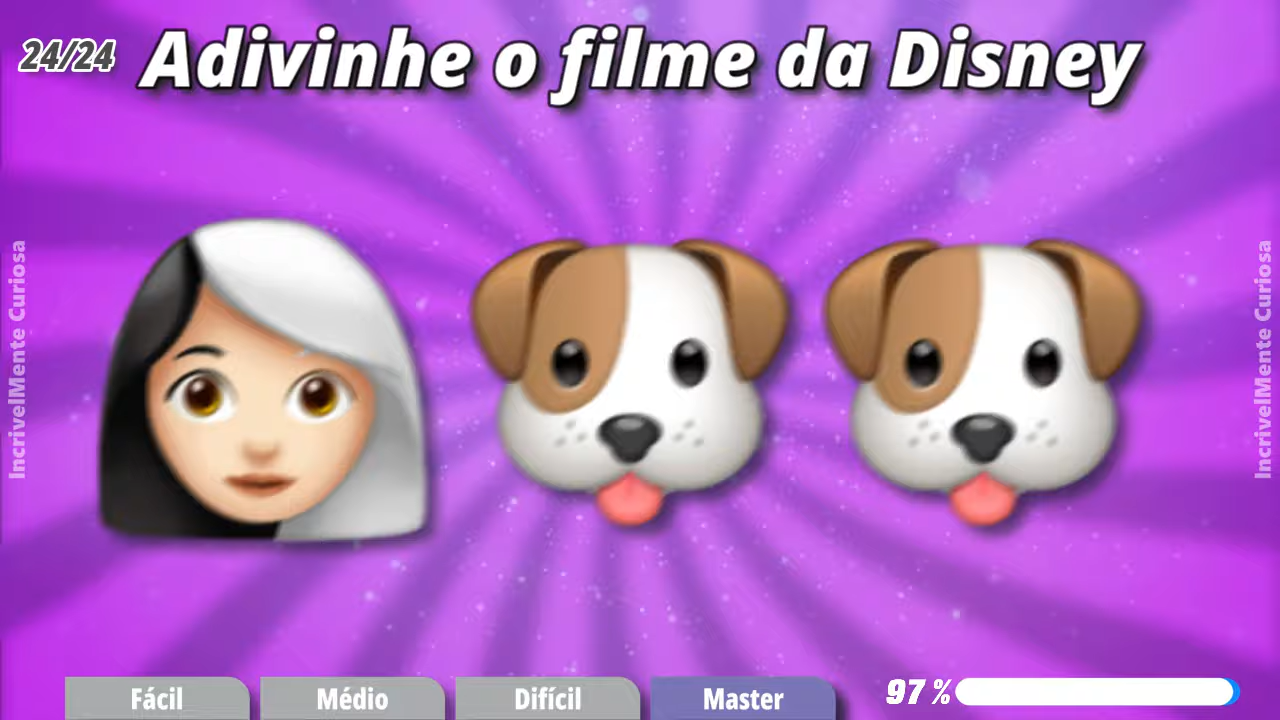 24/24
Adivinhe o filme da Disney
IncrivelMente Curiosa
IncrivelMente Curiosa
Fácil
Médio
Difícil
Master
97 %